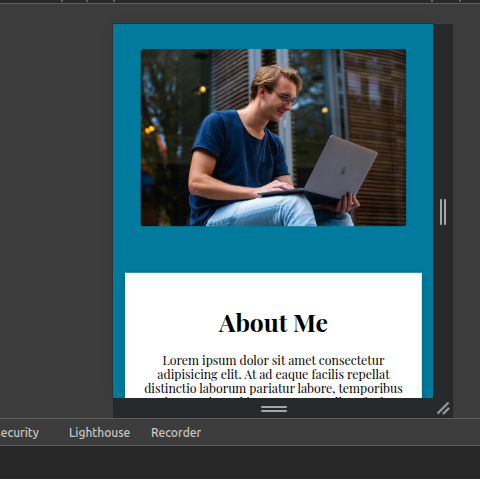 About Me
Lorem ipsum dolor sit amet consectetur
adipisicing elit. At ad eaque facilis repellat
distinctio laborum pariatur labore, temporibus
ecurity Lighthouse Recorder